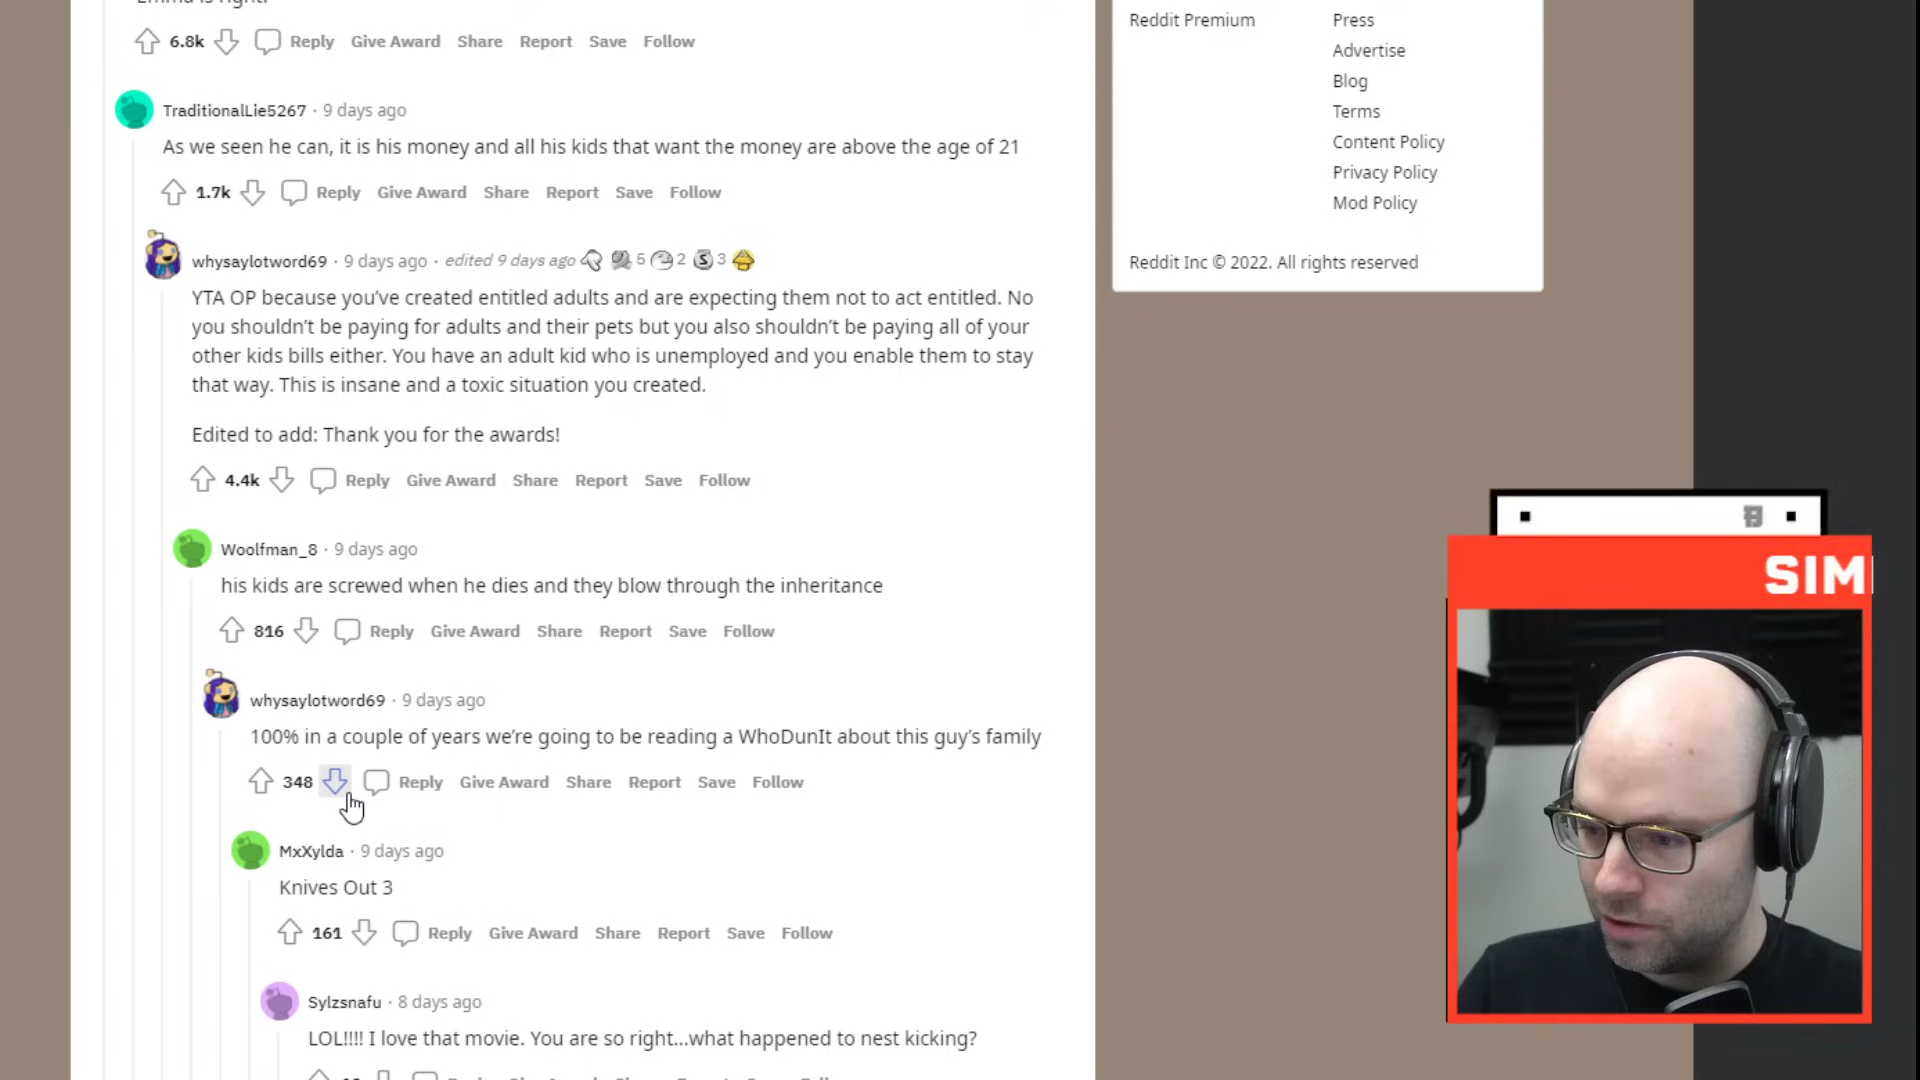 6.8k Reply Give Award Share Report Save Follow
TraditionalLie5267 · 9 days ago
As we seen he can, it is his money and all his kids that want the money are above the age of 21
1.7k Reply Give Award Share Report Save Follow
whysaylotword69 · 9 days ago · edited 9 days ago 5 2 3
YTA OP because you've created entitled adults and are expecting them not to act entitled. No
you shouldn't be paying for adults and their pets but you also shouldn't be paying all of your
other kids bills either. You have an adult kid who is unemployed and you enable them to stay
that way. This is insane and a toxic situation you created.
Edited to add: Thank you for the awards!
4.4k Reply Give Award Share Report Save Follow
Woolfman_8 · 9 days ago
his kids are screwed when he dies and they blow through the inheritance
816 Reply Give Award Share Report Save Follow
whysaylotword69 · 9 days ago
100% in a couple of years we're going to be reading a WhoDunIt about this guy's family
348 Reply Give Award Share Report Save Follow
MxXylda · 9 days ago
Knives Out 3
161 Reply Give Award Share Report Save Follow
Sylzsnafu · 8 days ago
LOL!!!! I love that movie. You are so right...what happened to nest kicking?
Reddit Premium
Press
Advertise
Blog
Terms
Content Policy
Privacy Policy
Mod Policy
Reddit Inc © 2022. All rights reserved
SIM